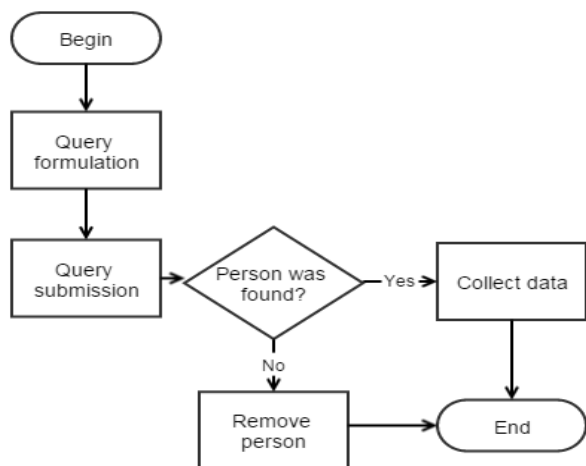 Begin
Query
formulation
Query
submission
Person was
found?
Yes
Collect data
No
Remove
person
End